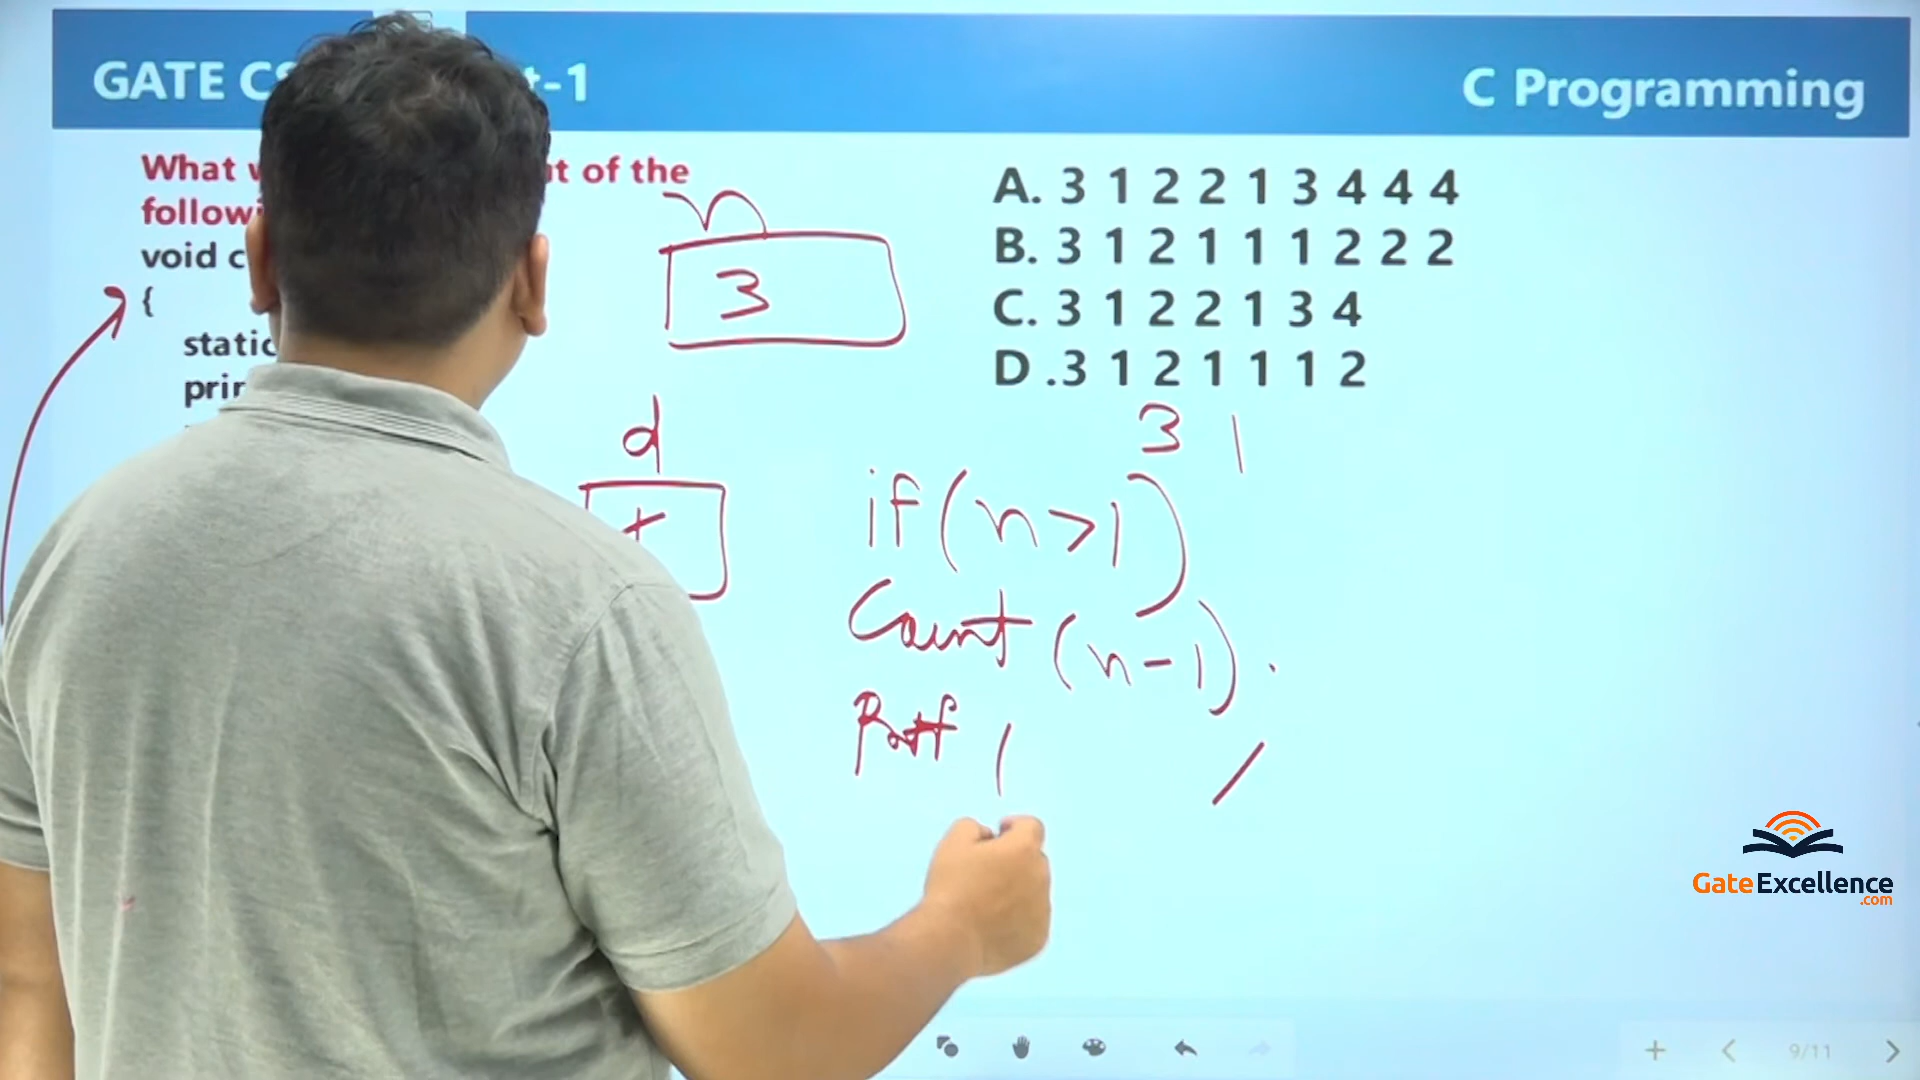 GATE CS -1
C Programming
What of the
void
{
static
n
3
A. 3 1 2 2 1 3 4 4 4
B. 3 1 2 1 1 1 2 2 2
C. 3 1 2 2 1 3 4
D .3 1 2 1 1 1 2
d
3 1
if(n>1)
Count(n-1).
GateExcellence
.com
9/11